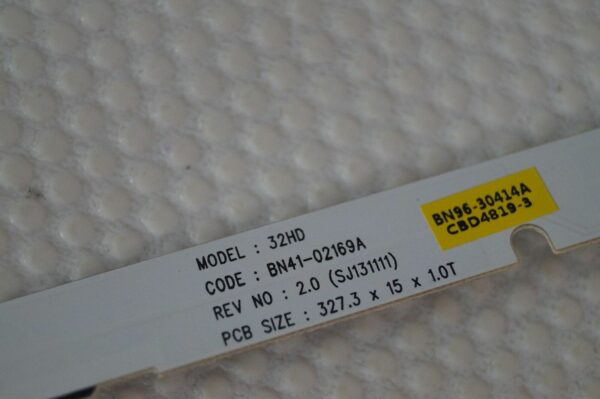 MODEL : 32HD
CODE : BN41-02169A
REV NO : 2.0 (SJ131111)
PCB SIZE : 327.3 x 15 x 1.0T
BN96-30414A
CBD4819-3